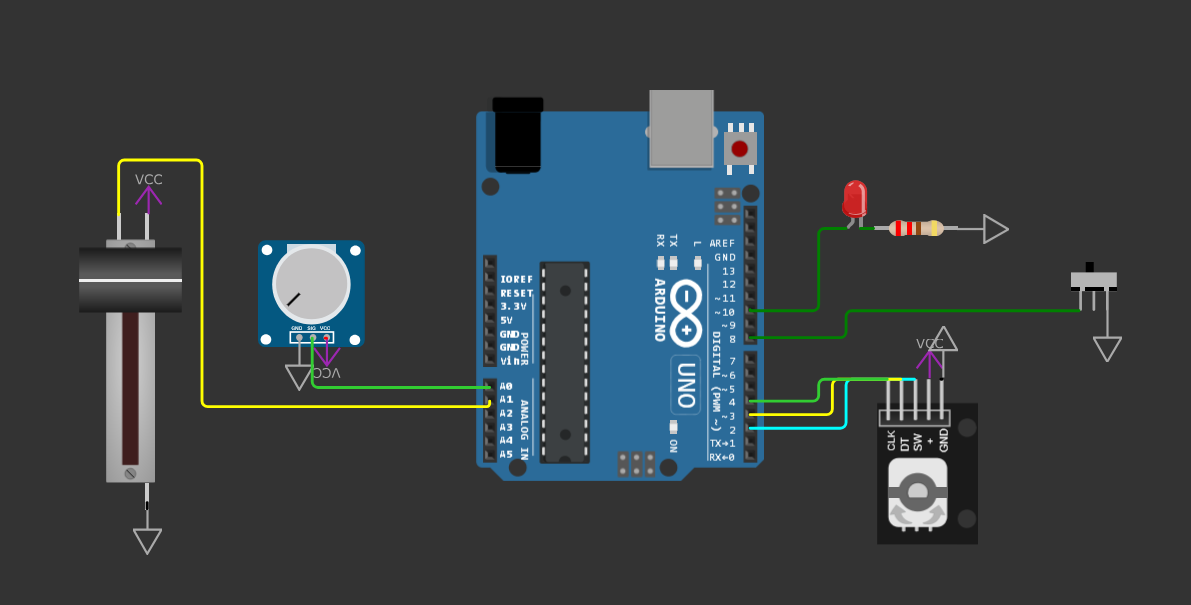 VCC
GND SIG VCC
VCC
IOREF
RESET
3.3V
5V
GND
GND
Vin
POWER
A0
A1
A2
A3
A4
A5
ANALOG IN
RX
TX
L
ARDUINO
UNO
ON
AREF
GND
13
12
~11
~10
~9
8
7
~6
~5
4
~3
2
TX→1
RX←0
DIGITAL (PWM ~)
VCC
CLK
DT
SW
+
GND